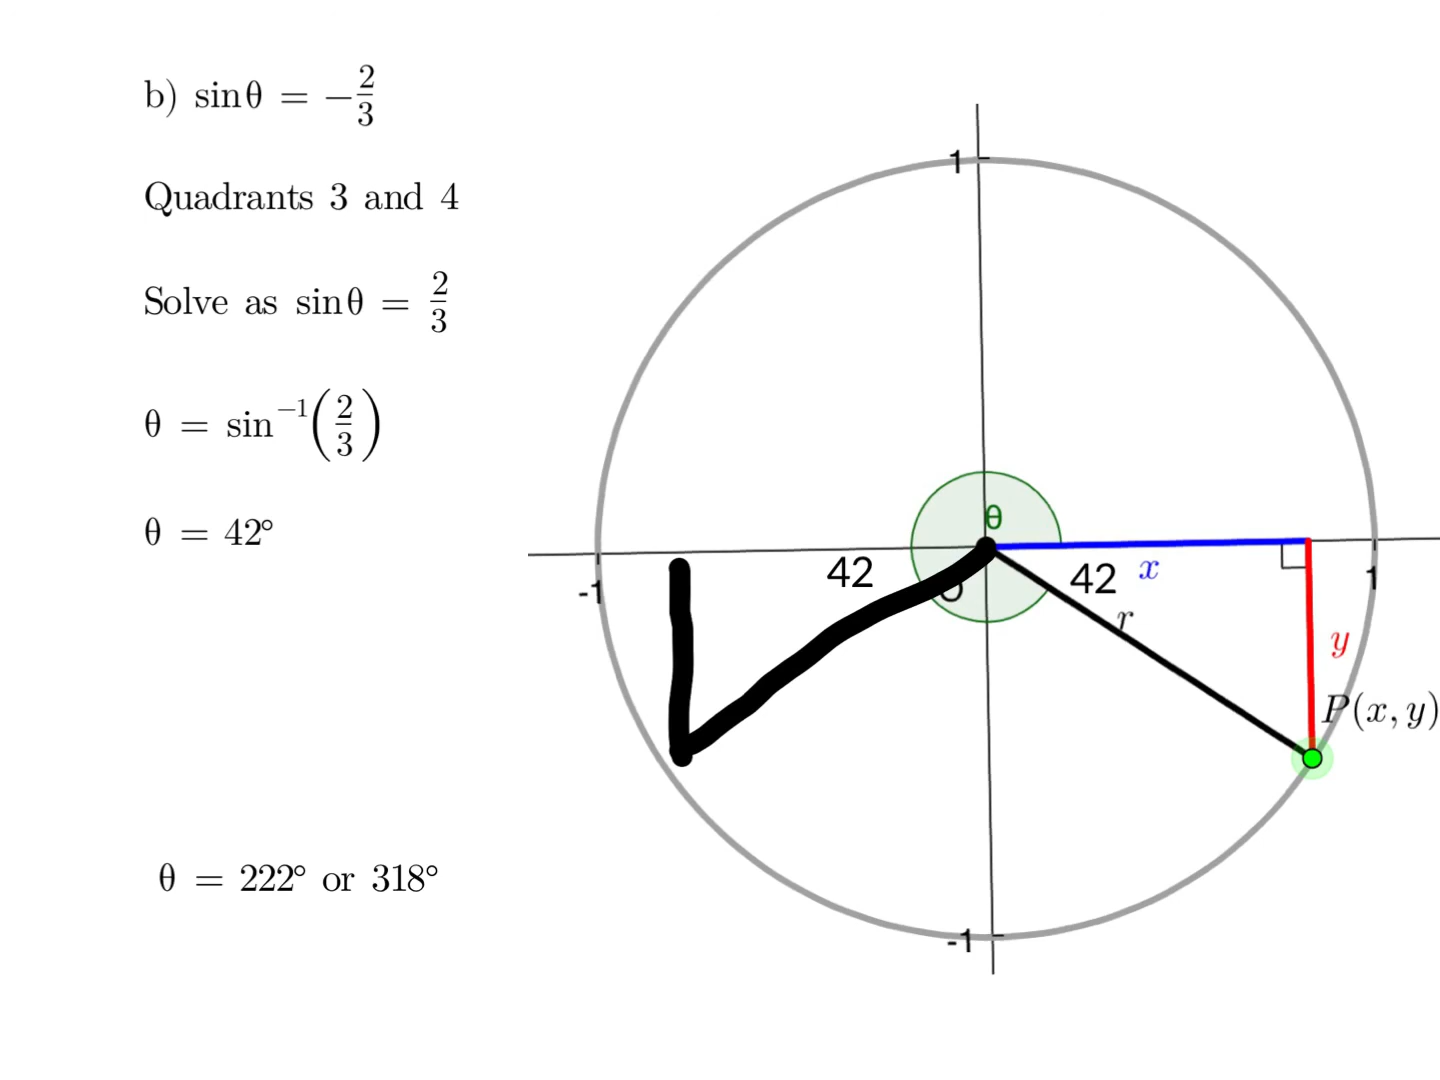 b) sinθ = −2/3
Quadrants 3 and 4
Solve as sinθ = 2/3
θ = sin⁻¹(2/3)
θ = 42°
θ = 222° or 318°
1
θ
42
O
42
x
-1
1
r
y
P(x, y)
-1